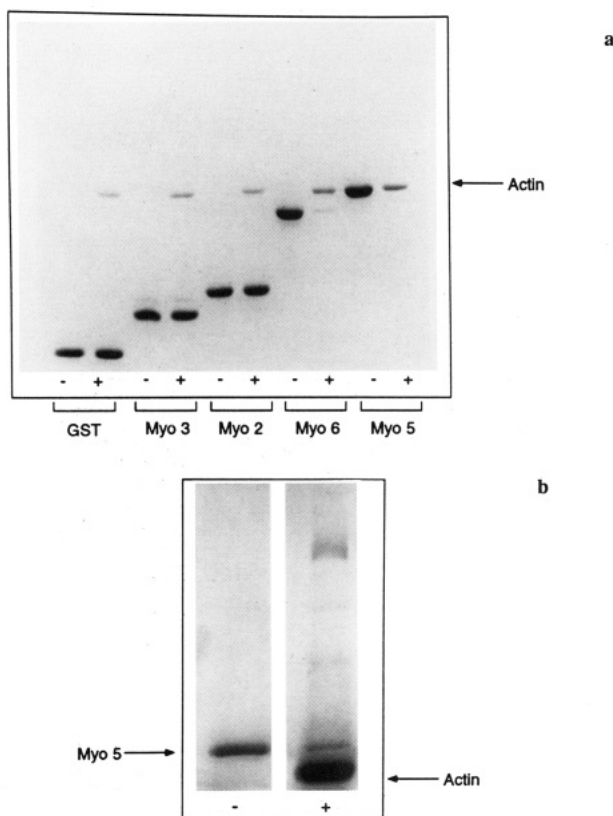 a
Actin
- + - + - + - + - +
GST Myo 3 Myo 2 Myo 6 Myo 5
b
Myo 5
Actin
- +